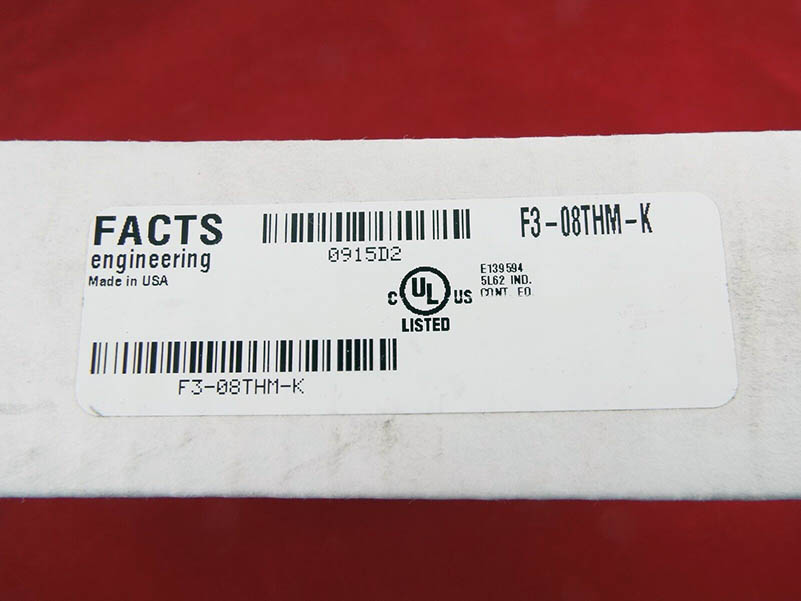 FACTS
engineering
Made in USA
0915D2
F3-08THM-K
C UL US
LISTED
E139594
5L62 IND.
CONT. EQ.
F3-08THM-K